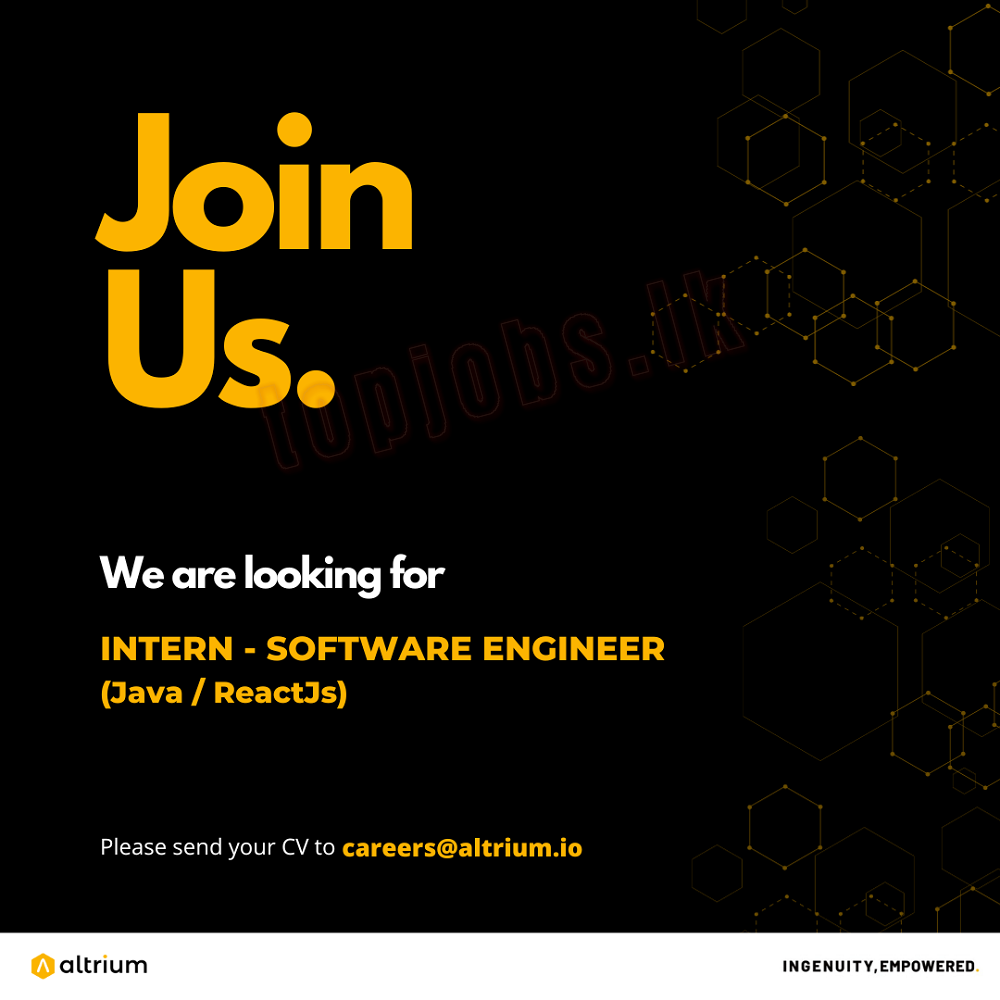 Join
Us.
topjobs.lk
We are looking for
INTERN - SOFTWARE ENGINEER
(Java / ReactJs)
Please send your CV to careers@altrium.io
altrium
INGENUITY,EMPOWERED.